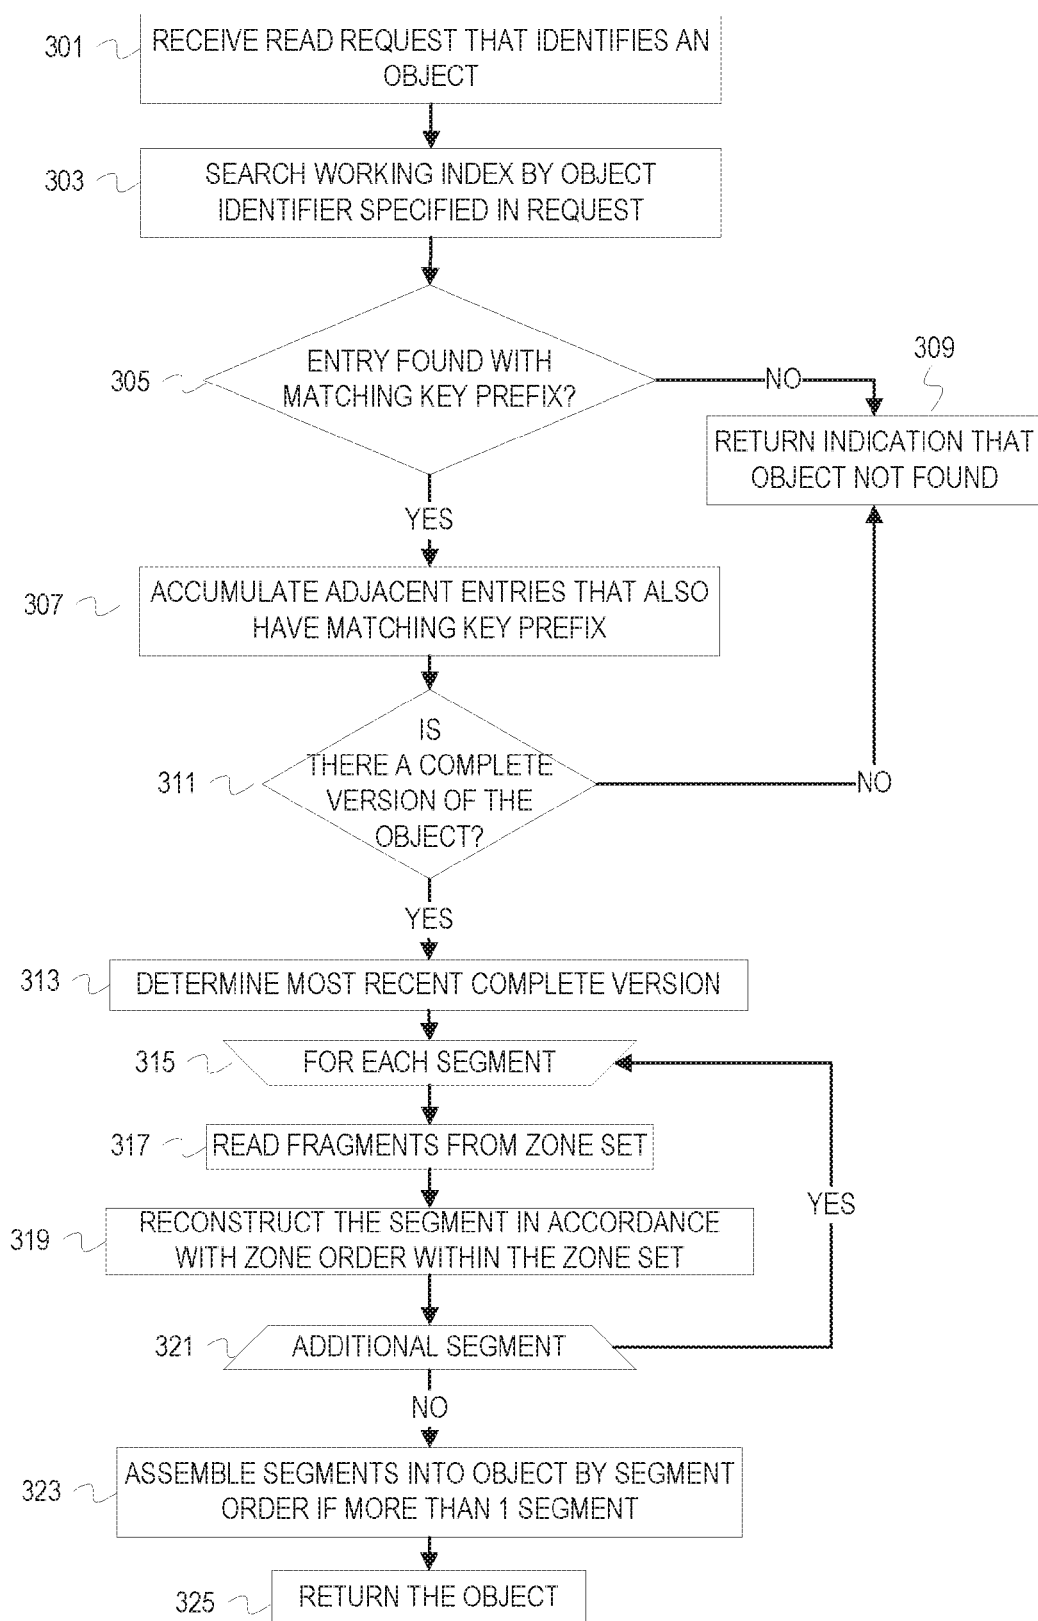 301
RECEIVE READ REQUEST THAT IDENTIFIES AN
OBJECT
303
SEARCH WORKING INDEX BY OBJECT
IDENTIFIER SPECIFIED IN REQUEST
305
ENTRY FOUND WITH
MATCHING KEY PREFIX?
NO
309
RETURN INDICATION THAT
OBJECT NOT FOUND
YES
307
ACCUMULATE ADJACENT ENTRIES THAT ALSO
HAVE MATCHING KEY PREFIX
311
IS
THERE A COMPLETE
VERSION OF THE
OBJECT?
NO
YES
313
DETERMINE MOST RECENT COMPLETE VERSION
315
FOR EACH SEGMENT
317
READ FRAGMENTS FROM ZONE SET
319
RECONSTRUCT THE SEGMENT IN ACCORDANCE
WITH ZONE ORDER WITHIN THE ZONE SET
YES
321
ADDITIONAL SEGMENT
NO
323
ASSEMBLE SEGMENTS INTO OBJECT BY SEGMENT
ORDER IF MORE THAN 1 SEGMENT
325
RETURN THE OBJECT